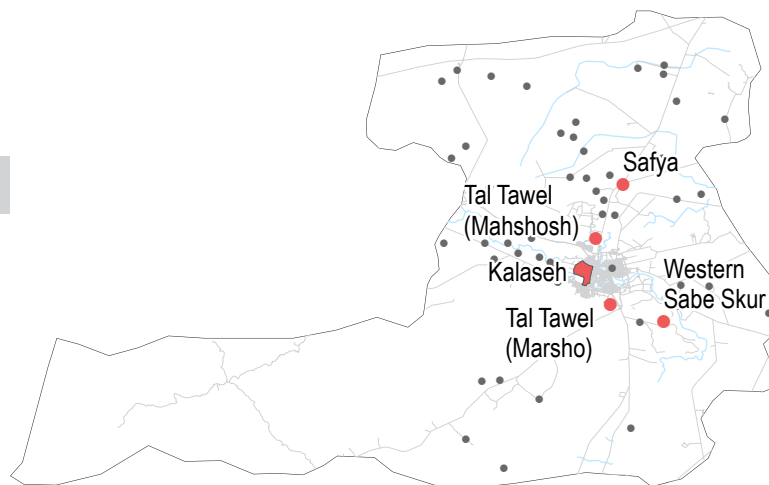 Safya
Tal Tawel
(Mahshosh)
Kalaseh
Western
Sabe Skur
Tal Tawel
(Marsho)